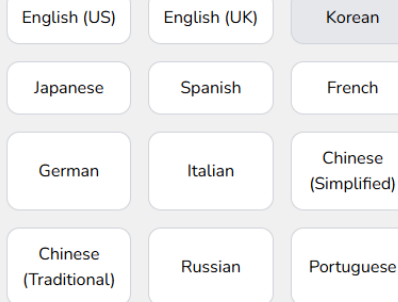 English (US)
English (UK)
Korean
Japanese
Spanish
French
German
Italian
Chinese
(Simplified)
Chinese
(Traditional)
Russian
Portuguese